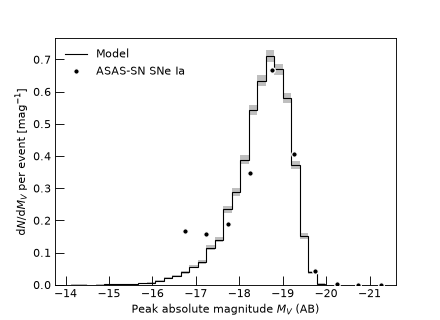 Model
ASAS-SN SNe Ia
0.7
0.6
0.5
0.4
0.3
0.2
0.1
0.0
dN/dM_V per event [mag⁻¹]
−14 −15 −16 −17 −18 −19 −20 −21
Peak absolute magnitude M_V (AB)